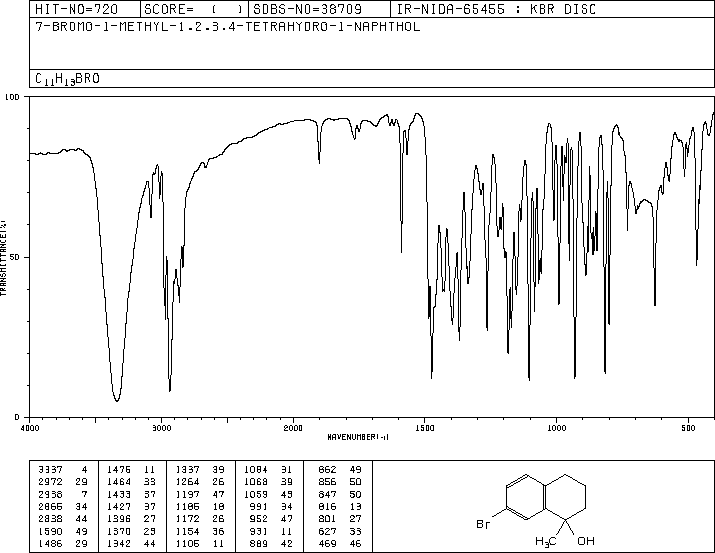 HIT-NO=720 SCORE= ( ) SDBS-NO=38709 IR-NIDA-65455 : KBR DISC
7-BROMO-1-METHYL-1,2,3,4-TETRAHYDRO-1-NAPHTHOL
C11H13BRO
100
50
0
TRANSMITTANCE(%)
4000 3000 2000 1500 1000 500
WAVENUMBER(-1)
3337 4 1476 11 1337 39 1084 31 862 49
2972 29 1464 33 1264 26 1068 39 856 50
2938 7 1433 37 1197 47 1059 43 847 50
2865 34 1427 37 1185 18 991 34 816 13
2838 44 1396 27 1172 26 952 47 801 27
1590 49 1370 23 1154 36 931 11 627 33
1486 29 1342 44 1105 11 889 42 469 46
Br
H3C OH